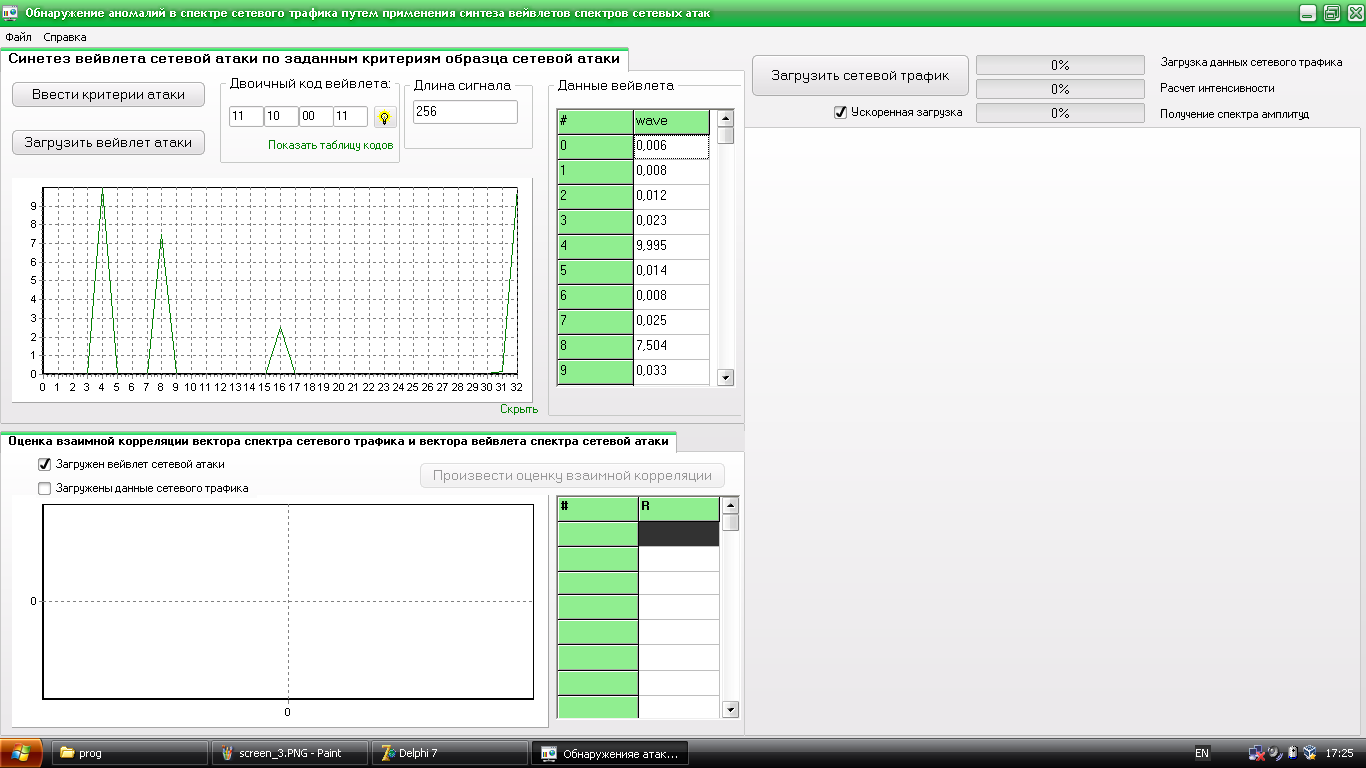 Обнаружение аномалий в спектре сетевого трафика путем применения синтеза вейвлетов спектров сетевых атак
Файл Справка
Синетез вейвлета сетевой атаки по заданным критериям образца сетевой атаки
Ввести критерии атаки
Загрузить вейвлет атаки
Двоичный код вейвлета:
11 10 00 11
Показать таблицу кодов
Длина сигнала
256
Данные вейвлета
# wave
0 0,006
1 0,008
2 0,012
3 0,023
4 9,995
5 0,014
6 0,008
7 0,025
8 7,504
9 0,033
9
8
7
6
5
4
3
2
1
0
0 1 2 3 4 5 6 7 8 9 10 11 12 13 14 15 16 17 18 19 20 21 22 23 24 25 26 27 28 29 30 31 32
Скрыть
Загрузить сетевой трафик
Ускоренная загрузка
0% Загрузка данных сетевого трафика
0% Расчет интенсивности
0% Получение спектра амплитуд
Оценка взаимной корреляции вектора спектра сетевого трафика и вектора вейвлета спектра сетевой атаки
Загружен вейвлет сетевой атаки
Загружены данные сетевого трафика
Произвести оценку взаимной корреляции
0
0
# R
prog
screen_3.PNG - Paint
Delphi 7
Обнаружение атак...
EN
17:25